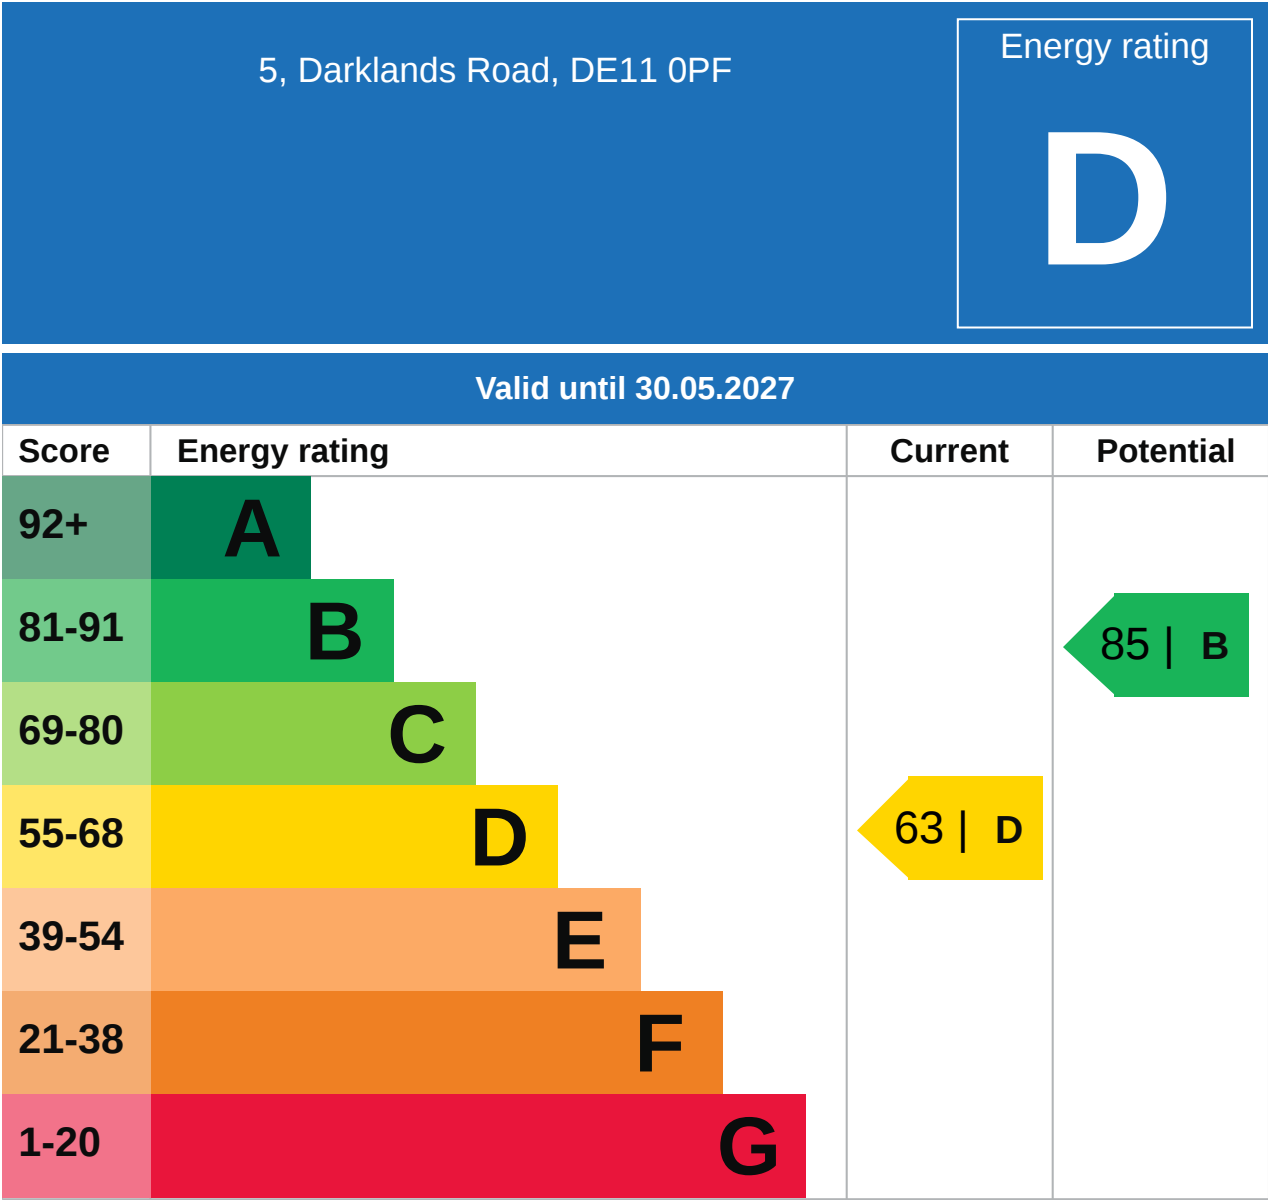 5, Darklands Road, DE11 0PF
Energy rating
D
Valid until 30.05.2027
Score Energy rating Current Potential
92+ A
81-91 B 85 | B
69-80 C
55-68 D 63 | D
39-54 E
21-38 F
1-20 G